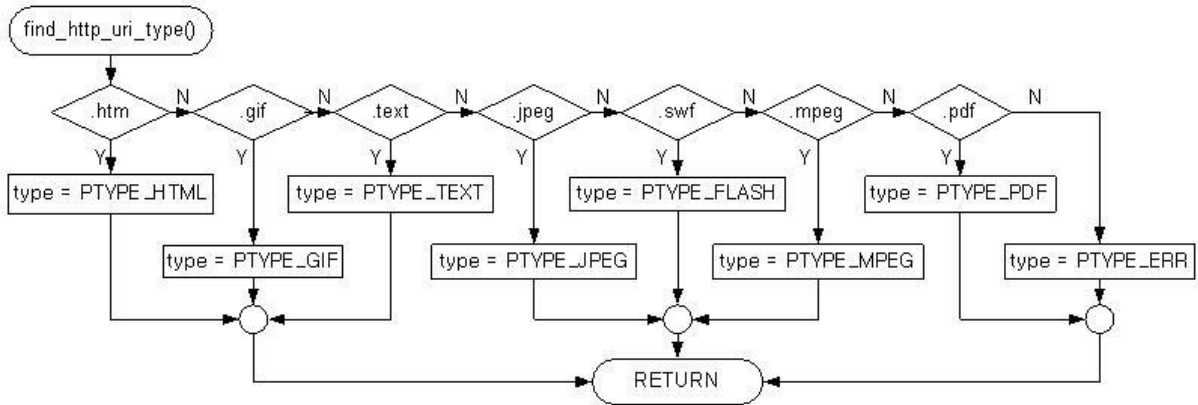 find_http_uri_type()
N N N N N N N
.htm .gif .text .jpeg .swf .mpeg .pdf
Y Y Y Y Y Y Y
type = PTYPE_HTML type = PTYPE_TEXT type = PTYPE_FLASH type = PTYPE_PDF
type = PTYPE_GIF type = PTYPE_JPEG type = PTYPE_MPEG type = PTYPE_ERR
RETURN